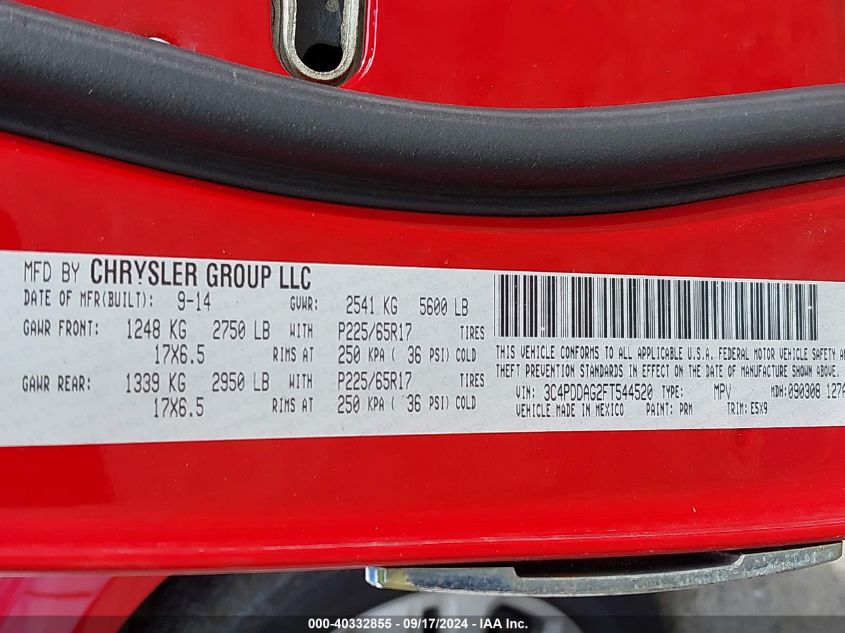 MFD BY CHRYSLER GROUP LLC
DATE OF MFR(BUILT): 9-14 GVWR: 2541 KG 5600 LB
GAWR FRONT: 1248 KG 2750 LB WITH P225/65R17 TIRES
17X6.5 RIMS AT 250 KPA ( 36 PSI) COLD
GAWR REAR: 1339 KG 2950 LB WITH P225/65R17 TIRES
17X6.5 RIMS AT 250 KPA ( 36 PSI) COLD
THIS VEHICLE CONFORMS TO ALL APPLICABLE U.S.A. FEDERAL MOTOR VEHICLE SAFETY
THEFT PREVENTION STANDARDS IN EFFECT ON THE DATE OF MANUFACTURE SHOWN ABOVE.
VIN: 3C4PDDAG2FT544520 TYPE: MPV MDH: 090308 127A
VEHICLE MADE IN MEXICO PAINT: PRM TRIM: E5X9
000-40332855 - 09/17/2024 - IAA Inc.